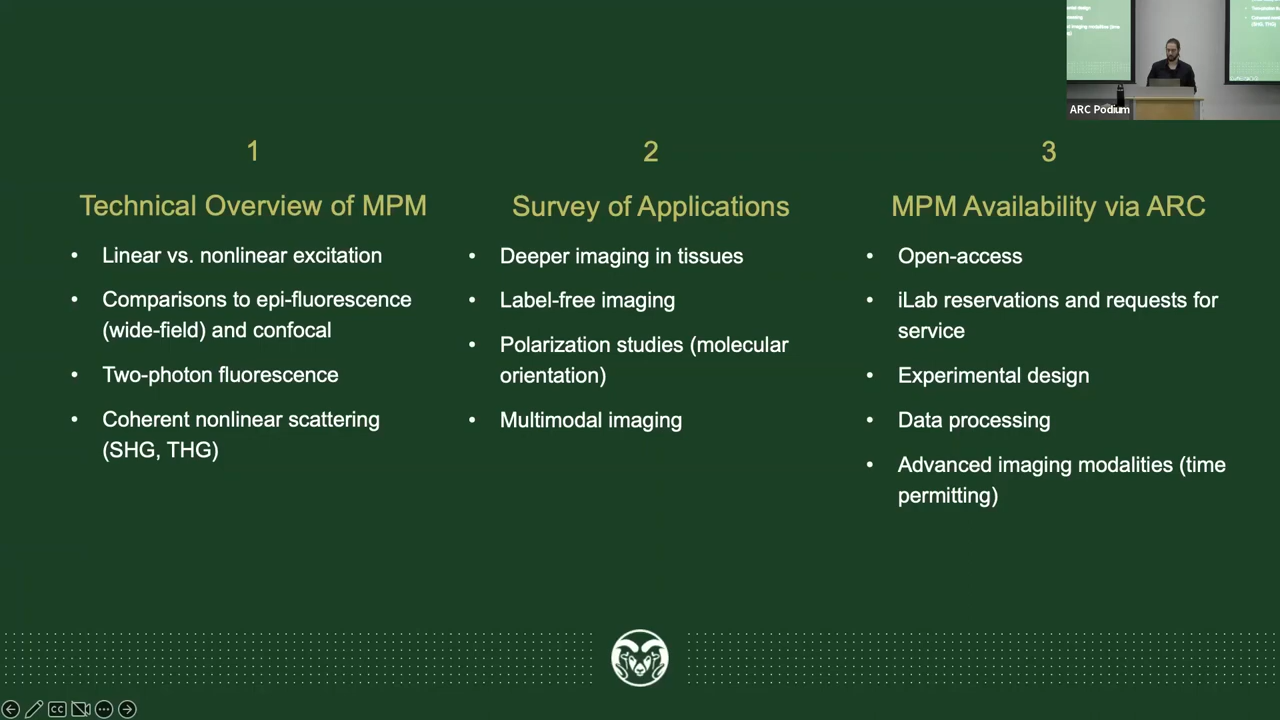 1
Technical Overview of MPM
• Linear vs. nonlinear excitation
• Comparisons to epi-fluorescence
(wide-field) and confocal
• Two-photon fluorescence
• Coherent nonlinear scattering
(SHG, THG)
2
Survey of Applications
• Deeper imaging in tissues
• Label-free imaging
• Polarization studies (molecular
orientation)
• Multimodal imaging
3
MPM Availability via ARC
• Open-access
• iLab reservations and requests for
service
• Experimental design
• Data processing
• Advanced imaging modalities (time
permitting)
ARC Podium
CC